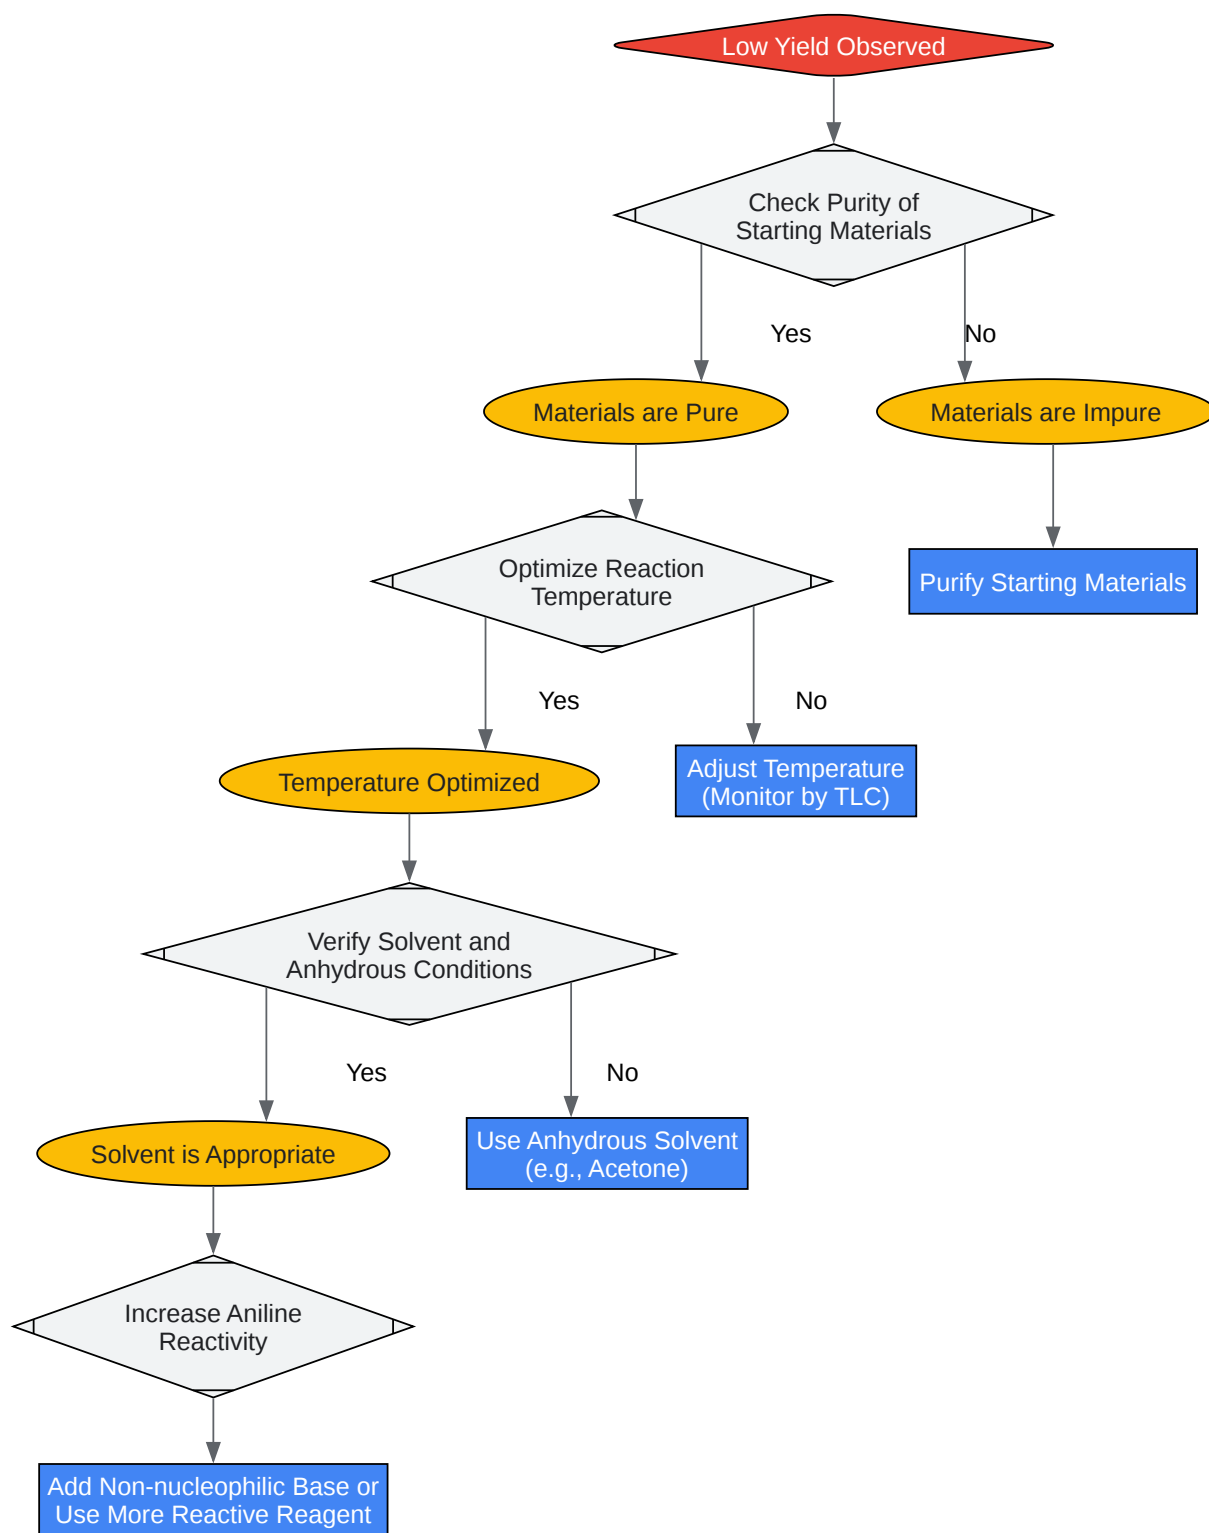 Low Yield Observed
Check Purity of
Starting Materials
Yes
No
Materials are Pure
Materials are Impure
Optimize Reaction
Temperature
Purify Starting Materials
Yes
No
Temperature Optimized
Adjust Temperature
(Monitor by TLC)
Verify Solvent and
Anhydrous Conditions
Yes
No
Solvent is Appropriate
Use Anhydrous Solvent
(e.g., Acetone)
Increase Aniline
Reactivity
Add Non-nucleophilic Base or
Use More Reactive Reagent